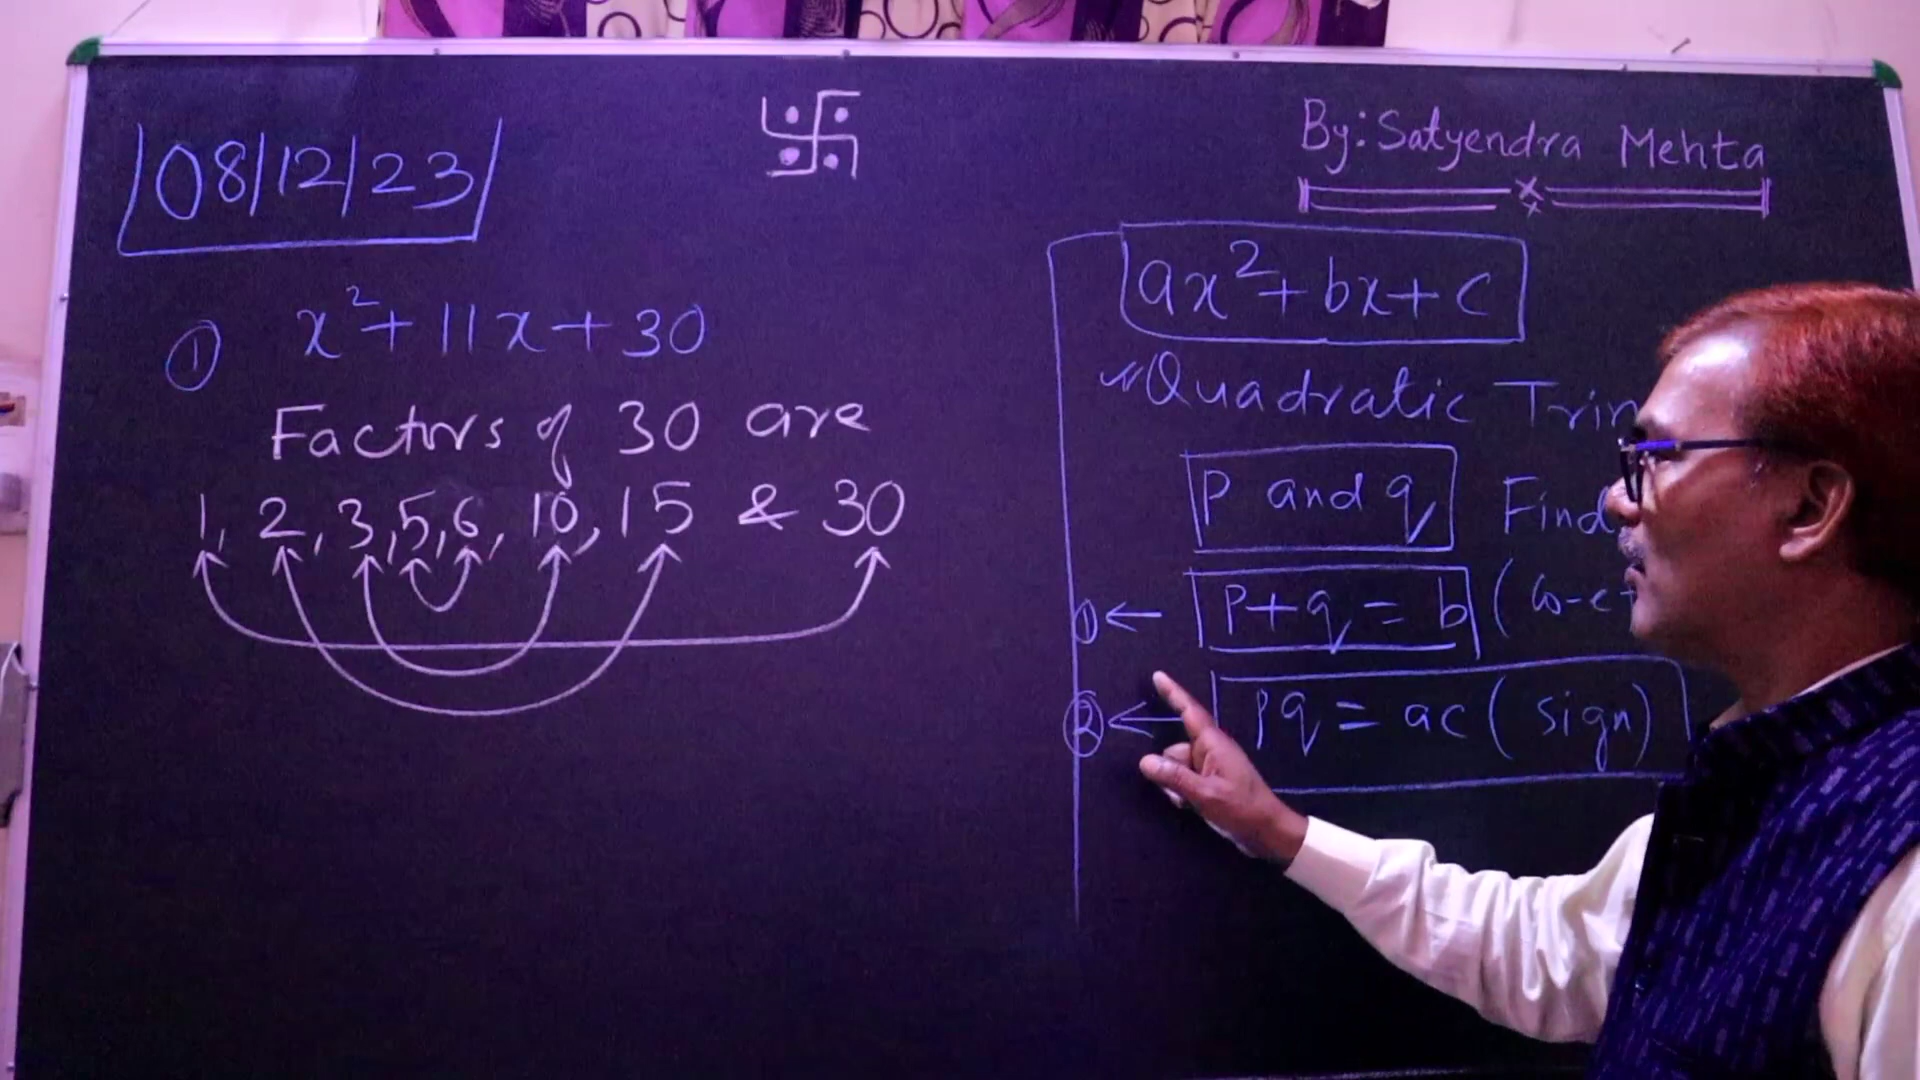 08/12/23
By: Satyendra Mehta
① x² + 11x + 30
Factors of 30 are
1, 2, 3, 5, 6, 10, 15 & 30
ax² + bx + c
Quadratic
p and q Find
① ← p + q = b (co-e
② ← pq = ac (sign)